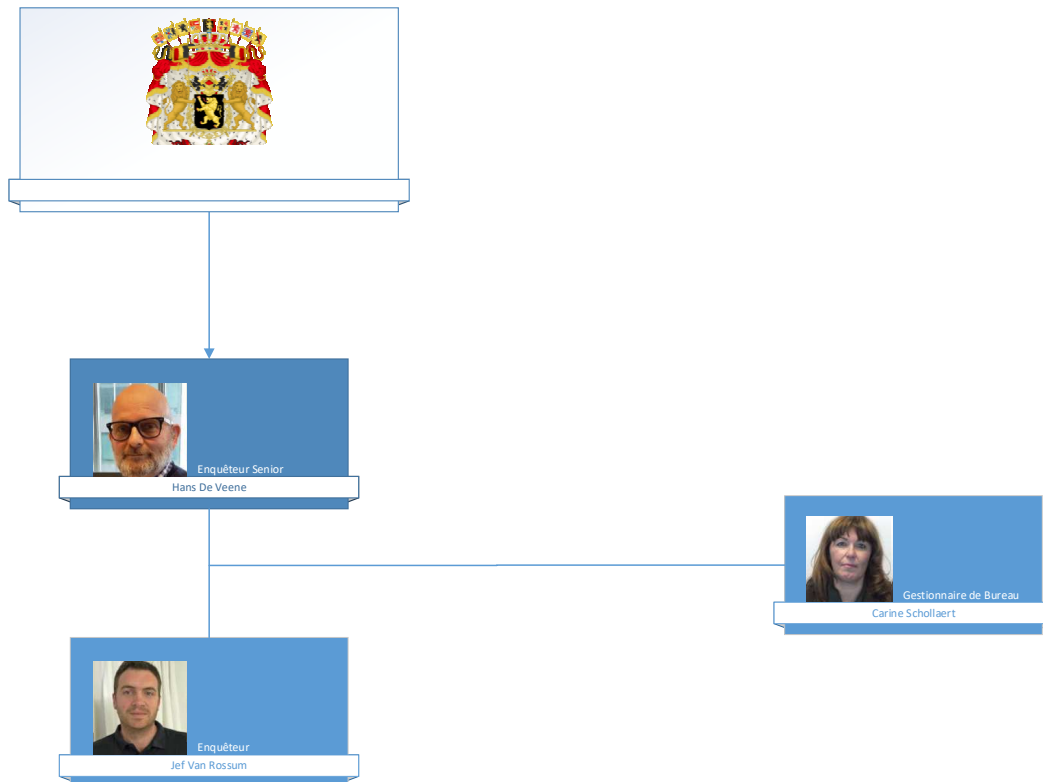 Enquêteur Senior
Hans De Veene
Gestionnaire de Bureau
Carine Schollaert
Enquêteur
Jef Van Rossum